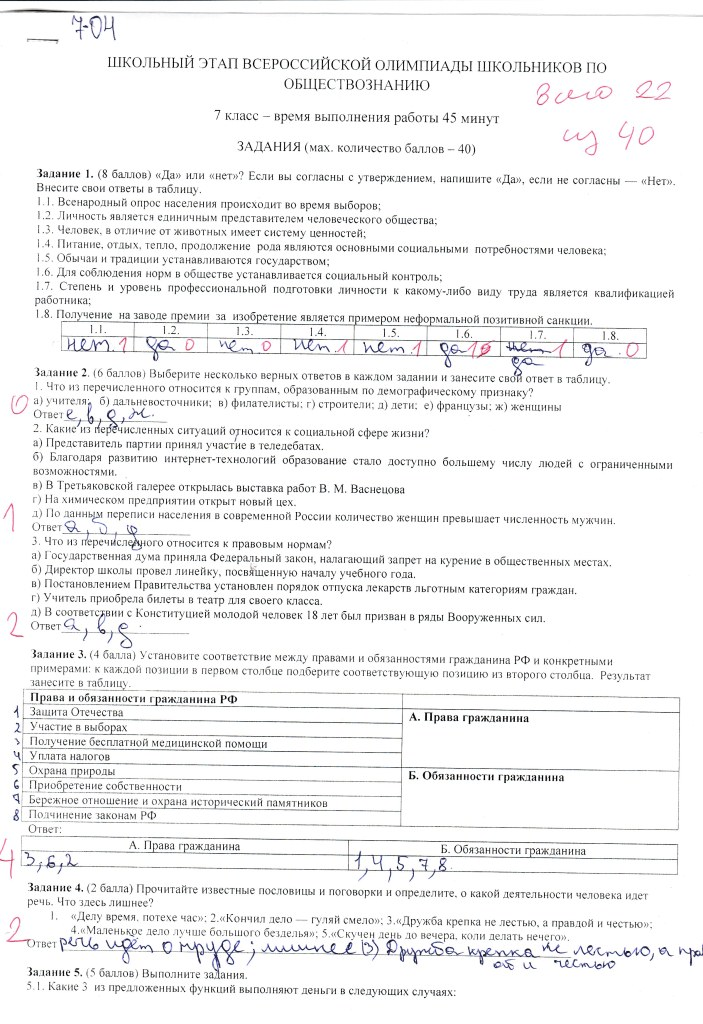 7-04
ШКОЛЬНЫЙ ЭТАП ВСЕРОССИЙСКОЙ ОЛИМПИАДЫ ШКОЛЬНИКОВ ПО
ОБЩЕСТВОЗНАНИЮ
Всего 22
из 40
7 класс – время выполнения работы 45 минут
ЗАДАНИЯ (мах. количество баллов – 40)
Задание 1. (8 баллов) «Да» или «нет»? Если вы согласны с утверждением, напишите «Да», если не согласны — «Нет».
Внесите свои ответы в таблицу.
1.1. Всенародный опрос населения происходит во время выборов;
1.2. Личность является единичным представителем человеческого общества;
1.3. Человек, в отличие от животных имеет систему ценностей;
1.4. Питание, отдых, тепло, продолжение рода являются основными социальными потребностями человека;
1.5. Обычаи и традиции устанавливаются государством;
1.6. Для соблюдения норм в обществе устанавливается социальный контроль;
1.7. Степень и уровень профессиональной подготовки личности к какому-либо виду труда является квалификацией
работника;
1.8. Получение на заводе премии за изобретение является примером неформальной позитивной санкции.
1.1. 1.2. 1.3. 1.4. 1.5. 1.6. 1.7. 1.8.
нет 1 да 0 нет 0 нет 1 нет 1 да 1 нет 1 да 0
да
Задание 2. (6 баллов) Выберите несколько верных ответов в каждом задании и занесите свой ответ в таблицу.
1. Что из перечисленного относится к группам, образованным по демографическому признаку?
а) учителя; б) дальневосточники; в) филателисты; г) строители; д) дети; е) французы; ж) женщины
0
Ответ е, в, д, ж.
2. Какие из перечисленных ситуаций относится к социальной сфере жизни?
а) Представитель партии принял участие в теледебатах.
б) Благодаря развитию интернет-технологий образование стало доступно большему числу людей с ограниченными
возможностями.
в) В Третьяковской галерее открылась выставка работ В. М. Васнецова
г) На химическом предприятии открыт новый цех.
д) По данным переписи населения в современной России количество женщин превышает численность мужчин.
1
Ответ а, б, д
3. Что из перечисленного относится к правовым нормам?
а) Государственная дума приняла Федеральный закон, налагающий запрет на курение в общественных местах.
б) Директор школы провел линейку, посвященную началу учебного года.
в) Постановлением Правительства установлен порядок отпуска лекарств льготным категориям граждан.
г) Учитель приобрела билеты в театр для своего класса.
д) В соответствии с Конституцией молодой человек 18 лет был призван в ряды Вооруженных сил.
2
Ответ а, в, д.
Задание 3. (4 балла) Установите соответствие между правами и обязанностями гражданина РФ и конкретными
примерами: к каждой позиции в первом столбце подберите соответствующую позицию из второго столбца. Результат
занесите в таблицу.
Права и обязанности гражданина РФ
1 Защита Отечества
А. Права гражданина
2 Участие в выборах
3 Получение бесплатной медицинской помощи
4 Уплата налогов
5 Охрана природы
Б. Обязанности гражданина
6 Приобретение собственности
7 Бережное отношение и охрана исторический памятников
8 Подчинение законам РФ
Ответ:
А. Права гражданина Б. Обязанности гражданина
4
3, 6, 2 1, 4, 5, 7, 8.
Задание 4. (2 балла) Прочитайте известные пословицы и поговорки и определите, о какой деятельности человека идет
речь. Что здесь лишнее?
1. «Делу время, потехе час»; 2.«Кончил дело — гуляй смело»; 3.«Дружба крепка не лестью, а правдой и честью»;
4.«Маленькое дело лучше большого безделья»; 5.«Скучен день до вечера, коли делать нечего».
2
Ответ речь идет о труде; лишнее (3) Дружба крепка не лестью, а прав
ой и честью
Задание 5. (5 баллов) Выполните задания.
5.1. Какие 3 из предложенных функций выполняют деньги в следующих случаях: